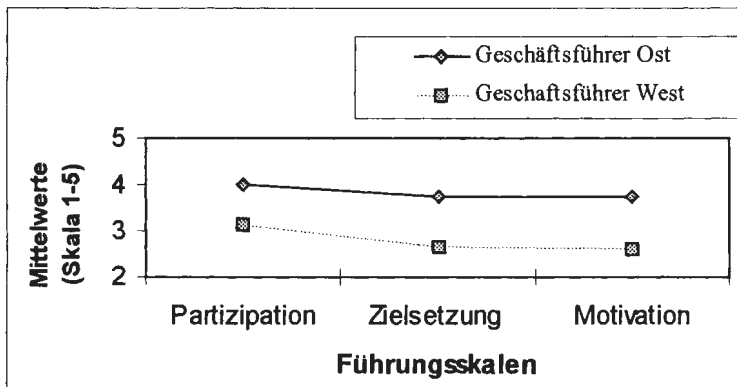 Geschäftsführer Ost
Geschaftsführer West
Mittelwerte
(Skala 1-5)
5
4
3
2
Partizipation Zielsetzung Motivation
Führungsskalen